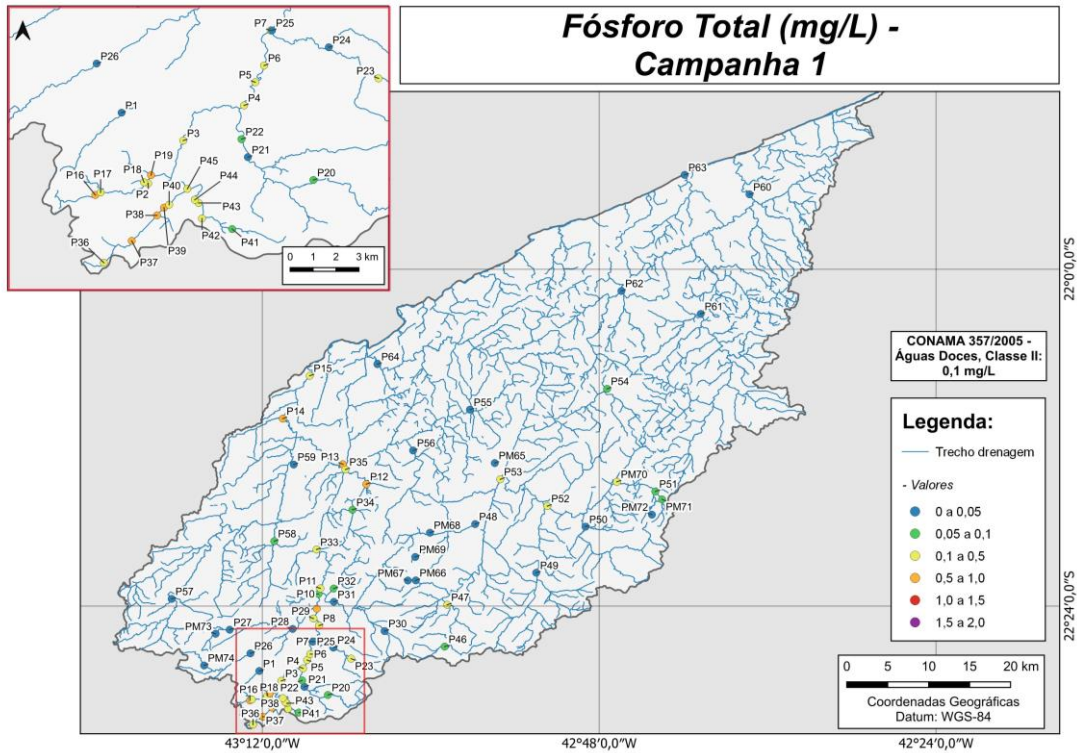 Fósforo Total (mg/L) -
Campanha 1
P7 P25
P24
P26
P6
P23
P5
P4
P.1
P22
P3
P21
P19
P45
P16 P17 P18 P40 P44 P20
P2
P43
P38
P42 P41
P36
P39
P37
0 1 2 3 km
P63
P60
22°0'0,0"S
P62
P61
CONAMA 357/2005 -
Águas Doces, Classe II:
0,1 mg/L
P64
P15
P54
P55
P14
Legenda:
Trecho drenagem
- Valores
0 a 0,05
0,05 a 0,1
0,1 a 0,5
0,5 a 1,0
1,0 a 1,5
1,5 a 2,0
P56
P59 P13 P35 PM65
P.12 P53 PM70
P51
P34 P52 PM71
PM72
P48
PM68 P50
P58
P33 PM69
P49
P11 P32 PM67 PM66
P10
P57 P31 P47
P29
P8
22°24'0,0"S
PM73 P27 P28 P30
P7 P25 P24 P46
P26 P6
PM74 P4 P23
P1 P5
P3 P21
P16 P18 P22 P20
P38 P43
P36 P37 P41
0 5 10 15 20 km
Coordenadas Geográficas
Datum: WGS-84
43°12'0,0"W 42°48'0,0"W 42°24'0,0"W